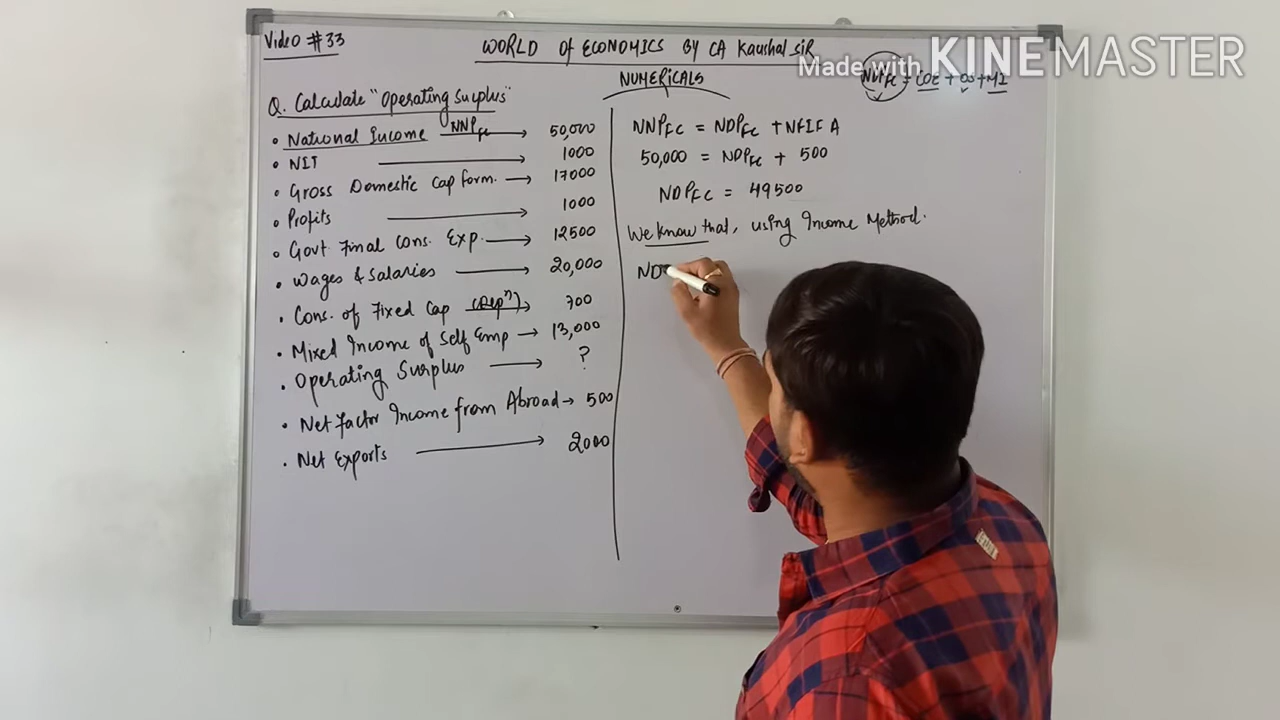 Video #33
WORLD of ECONOMICS BY CA Kaushal SIR
Made with KINEMASTER
NDPFC = COE + OS + MI
NUMERICALS
Q. Calculate "Operating Surplus"
• National Income NNPFC → 50,000
• NIT → 1000
• Gross Domestic Cap form. → 17000
• Profits → 1000
• Govt Final Cons. Exp. → 12500
• Wages & Salaries → 20,000
• Cons. of Fixed Cap (Depn) → 700
• Mixed Income of Self Emp → 13,000
• Operating Surplus → ?
• Net Factor Income from Abroad → 500
• Net Exports → 2000
NNPFC = NDPFC + NFIFA
50,000 = NDPFC + 500
NDPFC = 49500
We know that, using Income Method.
ND